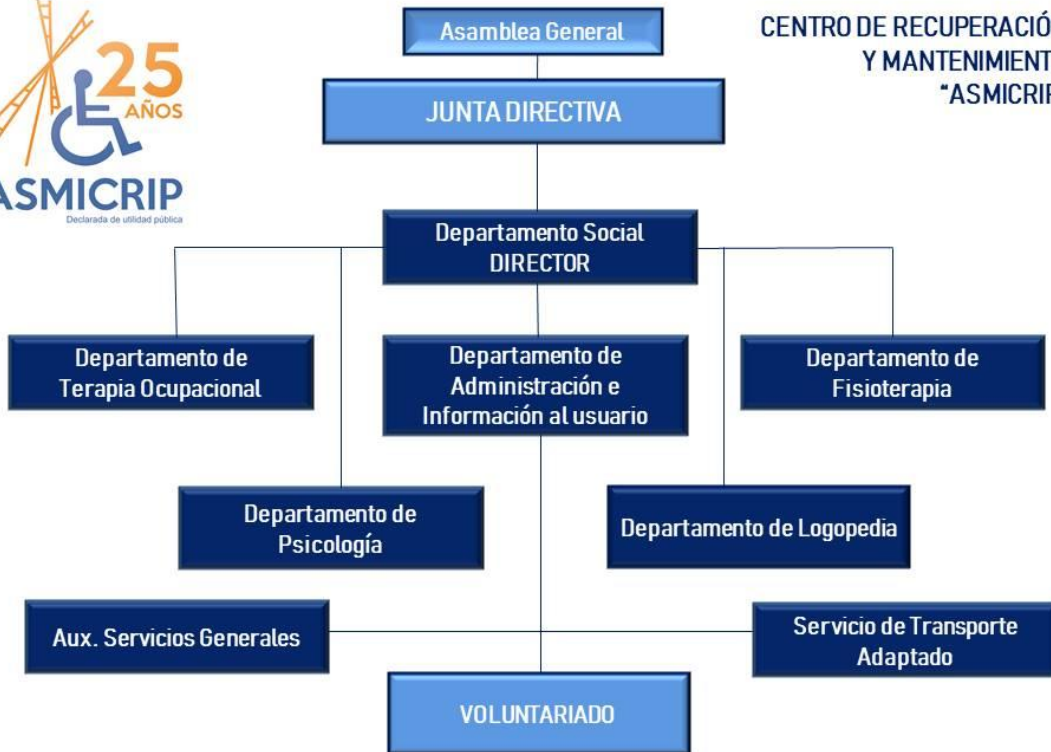 25
AÑOS
ASMICRIP
Declarada de utilidad pública
CENTRO DE RECUPERACIÓ
Y MANTENIMIENT
"ASMICRIP
Asamblea General
JUNTA DIRECTIVA
Departamento Social
DIRECTOR
Departamento de
Terapia Ocupacional
Departamento de
Administración e
Información al usuario
Departamento de
Fisioterapia
Departamento de
Psicología
Departamento de Logopedia
Aux. Servicios Generales
Servicio de Transporte
Adaptado
VOLUNTARIADO